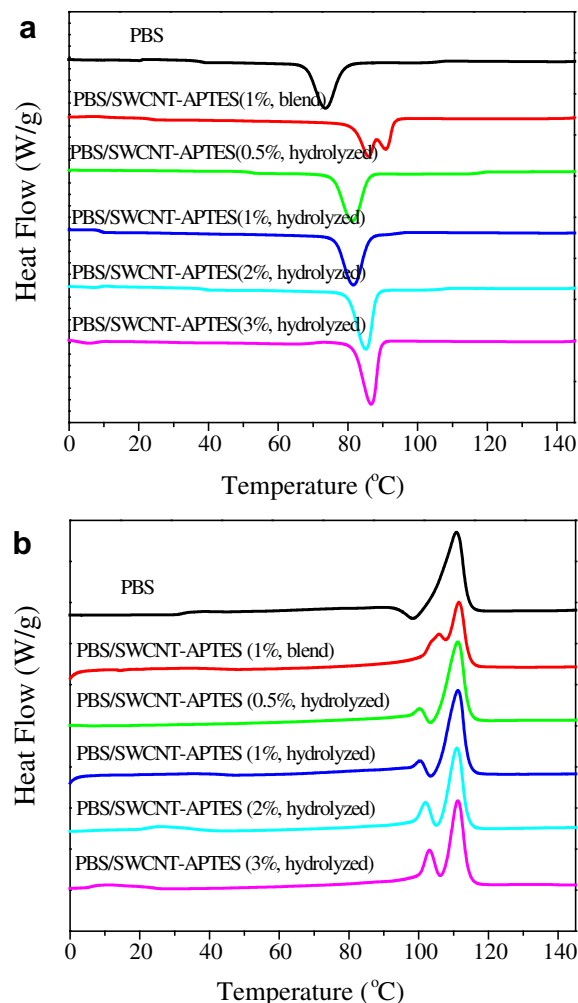 a
PBS
PBS/SWCNT-APTES(1%, blend)
PBS/SWCNT-APTES(0.5%, hydrolyzed)
PBS/SWCNT-APTES(1%, hydrolyzed)
PBS/SWCNT-APTES(2%, hydrolyzed)
PBS/SWCNT-APTES(3%, hydrolyzed)
Heat Flow (W/g)
0 20 40 60 80 100 120 140
Temperature (°C)
b
PBS
PBS/SWCNT-APTES (1%, blend)
PBS/SWCNT-APTES (0.5%, hydrolyzed)
PBS/SWCNT-APTES (1%, hydrolyzed)
PBS/SWCNT-APTES (2%, hydrolyzed)
PBS/SWCNT-APTES (3%, hydrolyzed)
Heat Flow (W/g)
0 20 40 60 80 100 120 140
Temperature (°C)